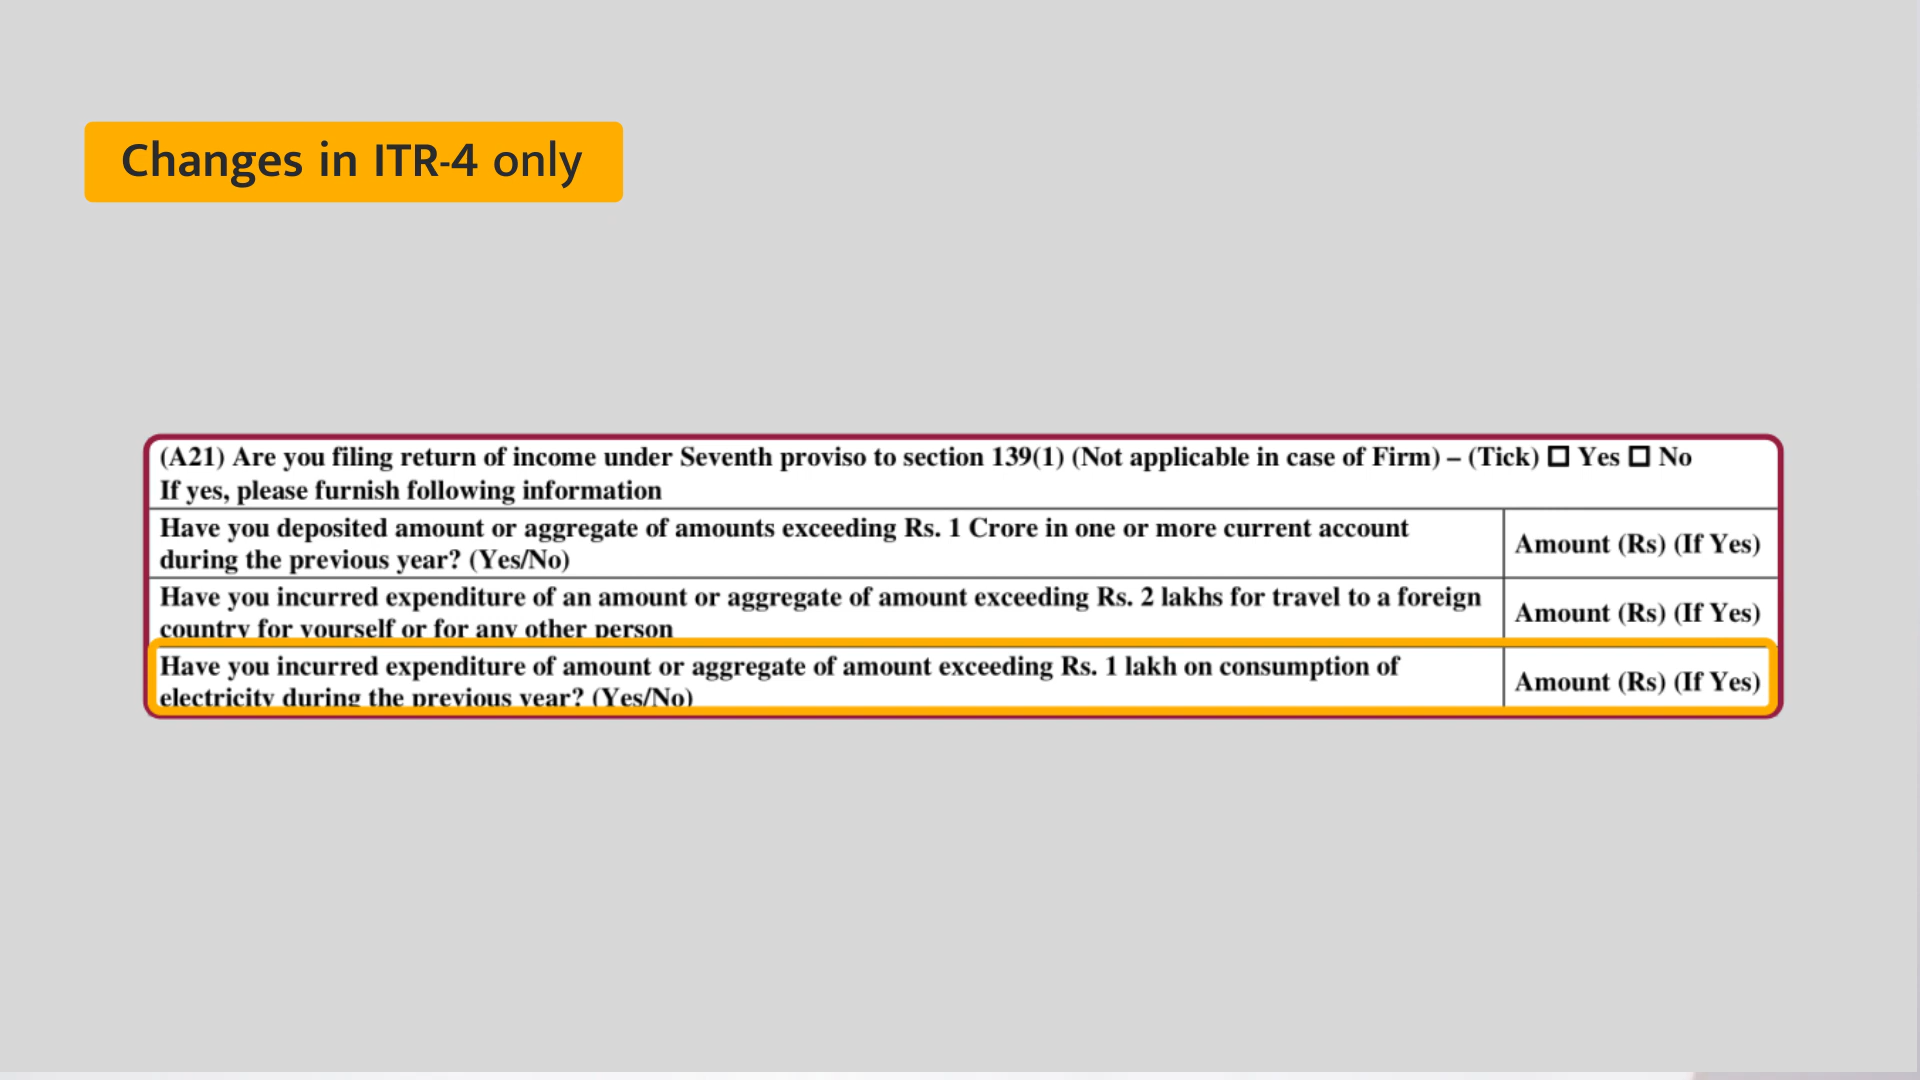 Changes in ITR-4 only
(A21) Are you filing return of income under Seventh proviso to section 139(1) (Not applicable in case of Firm) – (Tick) ☐ Yes ☐ No
If yes, please furnish following information
Have you deposited amount or aggregate of amounts exceeding Rs. 1 Crore in one or more current account
during the previous year? (Yes/No)
Amount (Rs) (If Yes)
Have you incurred expenditure of an amount or aggregate of amount exceeding Rs. 2 lakhs for travel to a foreign
country for yourself or for any other person
Amount (Rs) (If Yes)
Have you incurred expenditure of amount or aggregate of amount exceeding Rs. 1 lakh on consumption of
electricity during the previous year? (Yes/No)
Amount (Rs) (If Yes)